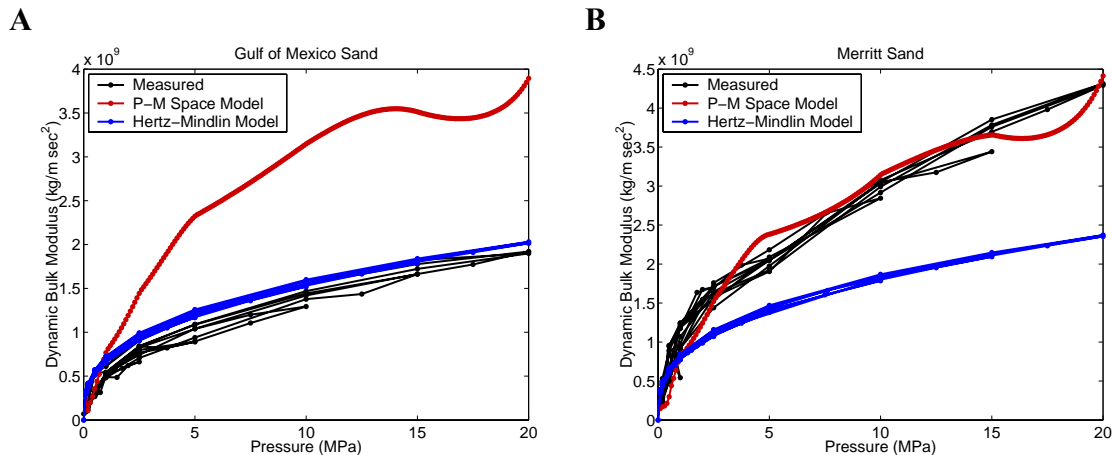 A
B
Gulf of Mexico Sand
x 10^9
Measured
P-M Space Model
Hertz-Mindlin Model
Dynamic Bulk Modulus (kg/m sec^2)
4
3.5
3
2.5
2
1.5
1
0.5
0
0 5 10 15 20
Pressure (MPa)
Merritt Sand
x 10^9
Measured
P-M Space Model
Hertz-Mindlin Model
Dynamic Bulk Modulus (kg/m sec^2)
4.5
4
3.5
3
2.5
2
1.5
1
0.5
0
0 5 10 15 20
Pressure (MPa)